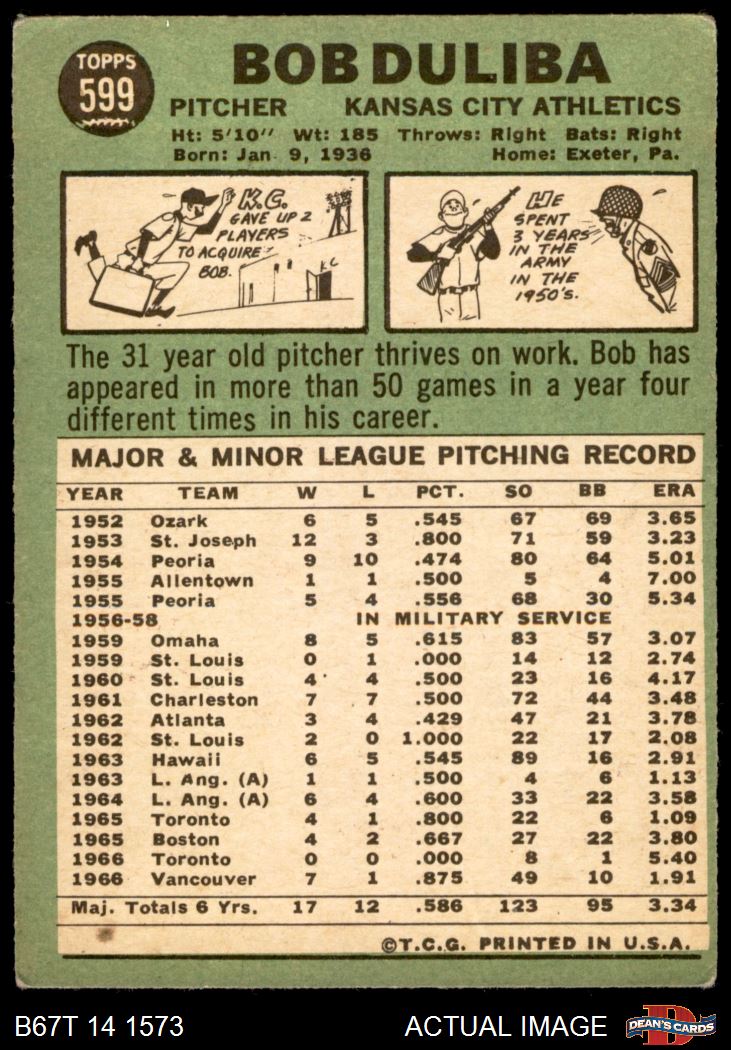 TOPPS
599
BOB DULIBA
PITCHER KANSAS CITY ATHLETICS
Ht: 5'10" Wt: 185 Throws: Right Bats: Right
Born: Jan. 9, 1936 Home: Exeter, Pa.
K.C.
GAVE UP 2
PLAYERS
TO ACQUIRE
BOB.
KC
HE
SPENT
3 YEARS
IN THE
ARMY
IN THE
1950's.
The 31 year old pitcher thrives on work. Bob has
appeared in more than 50 games in a year four
different times in his career.
MAJOR & MINOR LEAGUE PITCHING RECORD
YEAR TEAM W L PCT. SO BB ERA
1952 Ozark 6 5 .545 67 69 3.65
1953 St. Joseph 12 3 .800 71 59 3.23
1954 Peoria 9 10 .474 80 64 5.01
1955 Allentown 1 1 .500 5 4 7.00
1955 Peoria 5 4 .556 68 30 5.34
1956-58 IN MILITARY SERVICE
1959 Omaha 8 5 .615 83 57 3.07
1959 St. Louis 0 1 .000 14 12 2.74
1960 St. Louis 4 4 .500 23 16 4.17
1961 Charleston 7 7 .500 72 44 3.48
1962 Atlanta 3 4 .429 47 21 3.78
1962 St. Louis 2 0 1.000 22 17 2.08
1963 Hawaii 6 5 .545 89 16 2.91
1963 L. Ang. (A) 1 1 .500 4 6 1.13
1964 L. Ang. (A) 6 4 .600 33 22 3.58
1965 Toronto 4 1 .800 22 6 1.09
1965 Boston 4 2 .667 27 22 3.80
1966 Toronto 0 0 .000 8 1 5.40
1966 Vancouver 7 1 .875 49 10 1.91
Maj. Totals 6 Yrs. 17 12 .586 123 95 3.34
©T.C.G. PRINTED IN U.S.A.
B67T 14 1573 ACTUAL IMAGE
D
DEAN'S CARDS